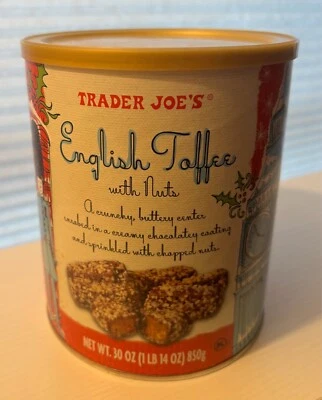 TRADER JOE'S®
English Toffee
with Nuts
A crunchy, buttery center
enrobed in a creamy chocolatey coating
and sprinkled with chopped nuts.
NET WT. 30 OZ (1 LB 14 OZ) 850g